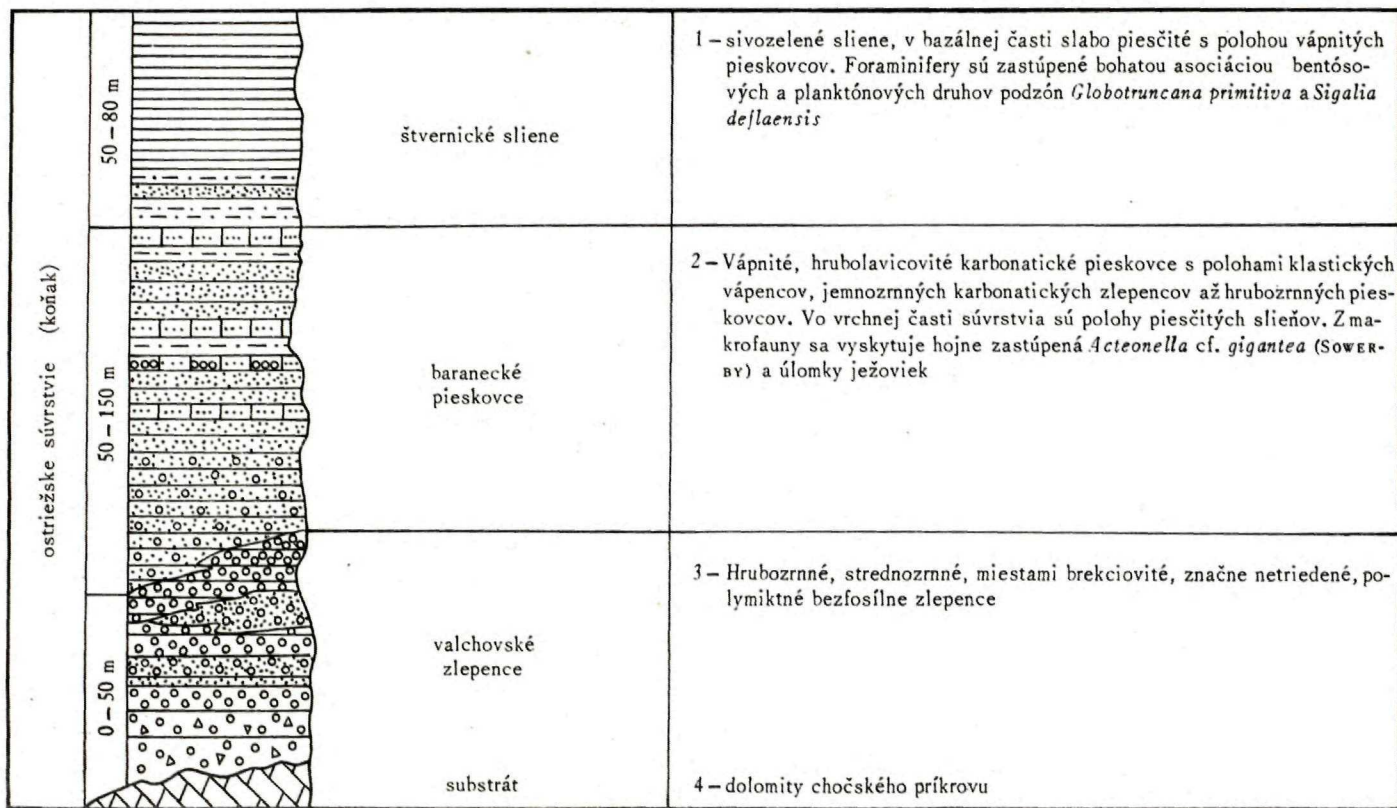 ostriežske súvrstvie (koňak)
50–80 m
štvernické sliene
1 – sivozelené sliene, v bazálnej časti slabo piesčité s polohou vápnitých
pieskovcov. Foraminifery sú zastúpené bohatou asociáciou bentóso-
vých a planktónových druhov podzón Globotruncana primitiva a Sigalia
deflaensis
50–150 m
baranecké
pieskovce
2 – Vápnité, hrubolavicovité karbonatické pieskovce s polohami klastických
vápencov, jemnozrnných karbonatických zlepencov až hrubozrnných pies-
kovcov. Vo vrchnej časti súvrstvia sú polohy piesčitých slieňov. Z ma-
krofauny sa vyskytuje hojne zastúpená Acteonella cf. gigantea (SOWER-
BY) a úlomky ježoviek
0–50 m
valchovské
zlepence
3 – Hrubozrnné, strednozrnné, miestami brekciovité, značne netriedené, po-
lymiktné bezfosílne zlepence
substrát
4 – dolomity chočského príkrovu